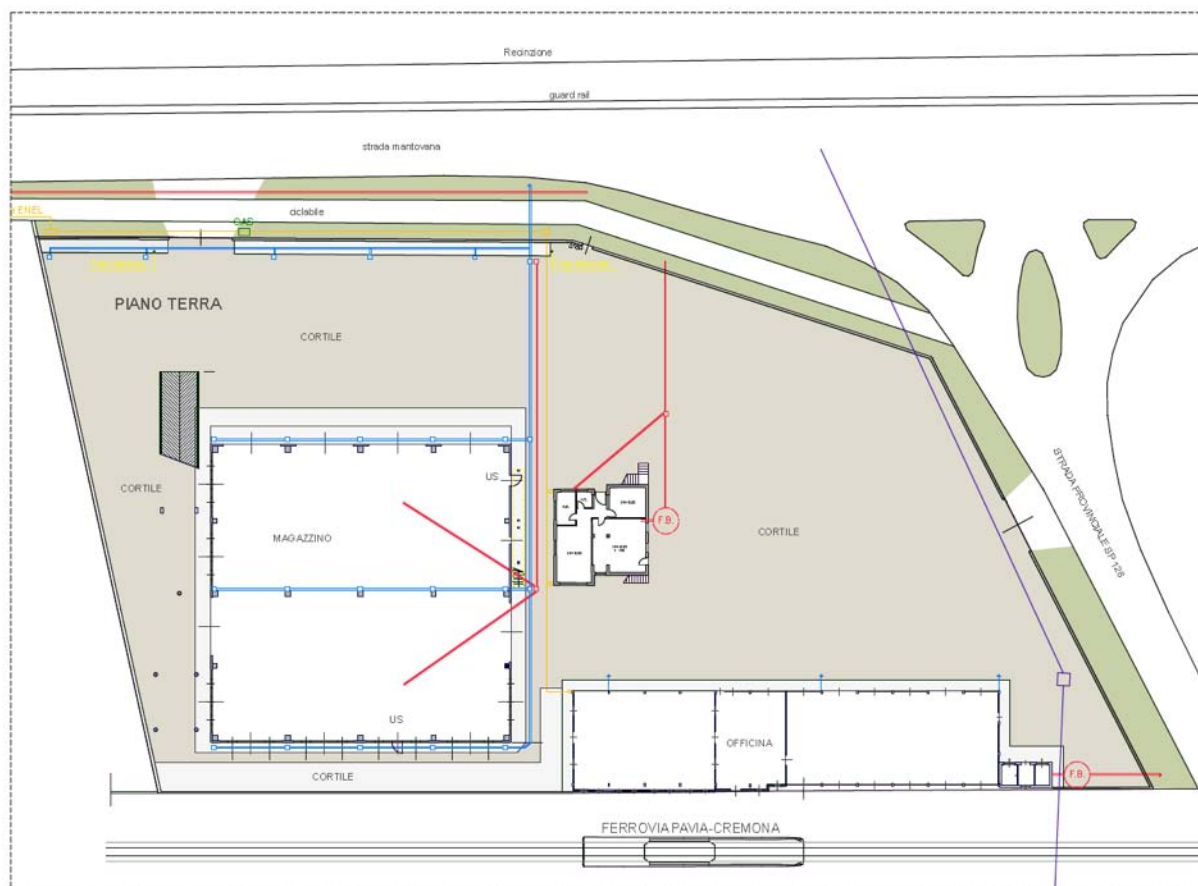 Recinzione
guard rail
strada mantovana
ENEL
GAS
ciclabile
PIANO TERRA
CORTILE
CORTILE
US
MAGAZZINO
F.B.
CORTILE
STRADA PROVINCIALE SP 126
US
OFFICINA
CORTILE
F.B.
FERROVIA PAVIA-CREMONA